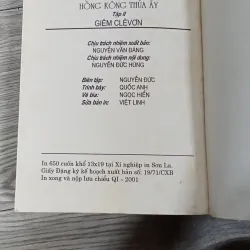 HỒNG KÔNG THUỞ ẤY
Tập II
GIÊM CLÊVƠN
Chịu trách nhiệm xuất bản:
NGUYỄN VĂN ĐÀNG
Chịu trách nhiệm nội dung:
NGUYỄN ĐỨC HÙNG
Biên tập: NGUYỄN ĐỨC
Trình bày: QUỐC ANH
Vẽ bìa: NGỌC HIỂN
Sửa bản in: VIỆT LINH
In 650 cuốn khổ 13x19 tại Xí nghiệp in Sơn La.
Giấy Đăng ký kế hoạch xuất bản số: 19/71/CXB
In xong và nộp lưu chiểu QI - 2001